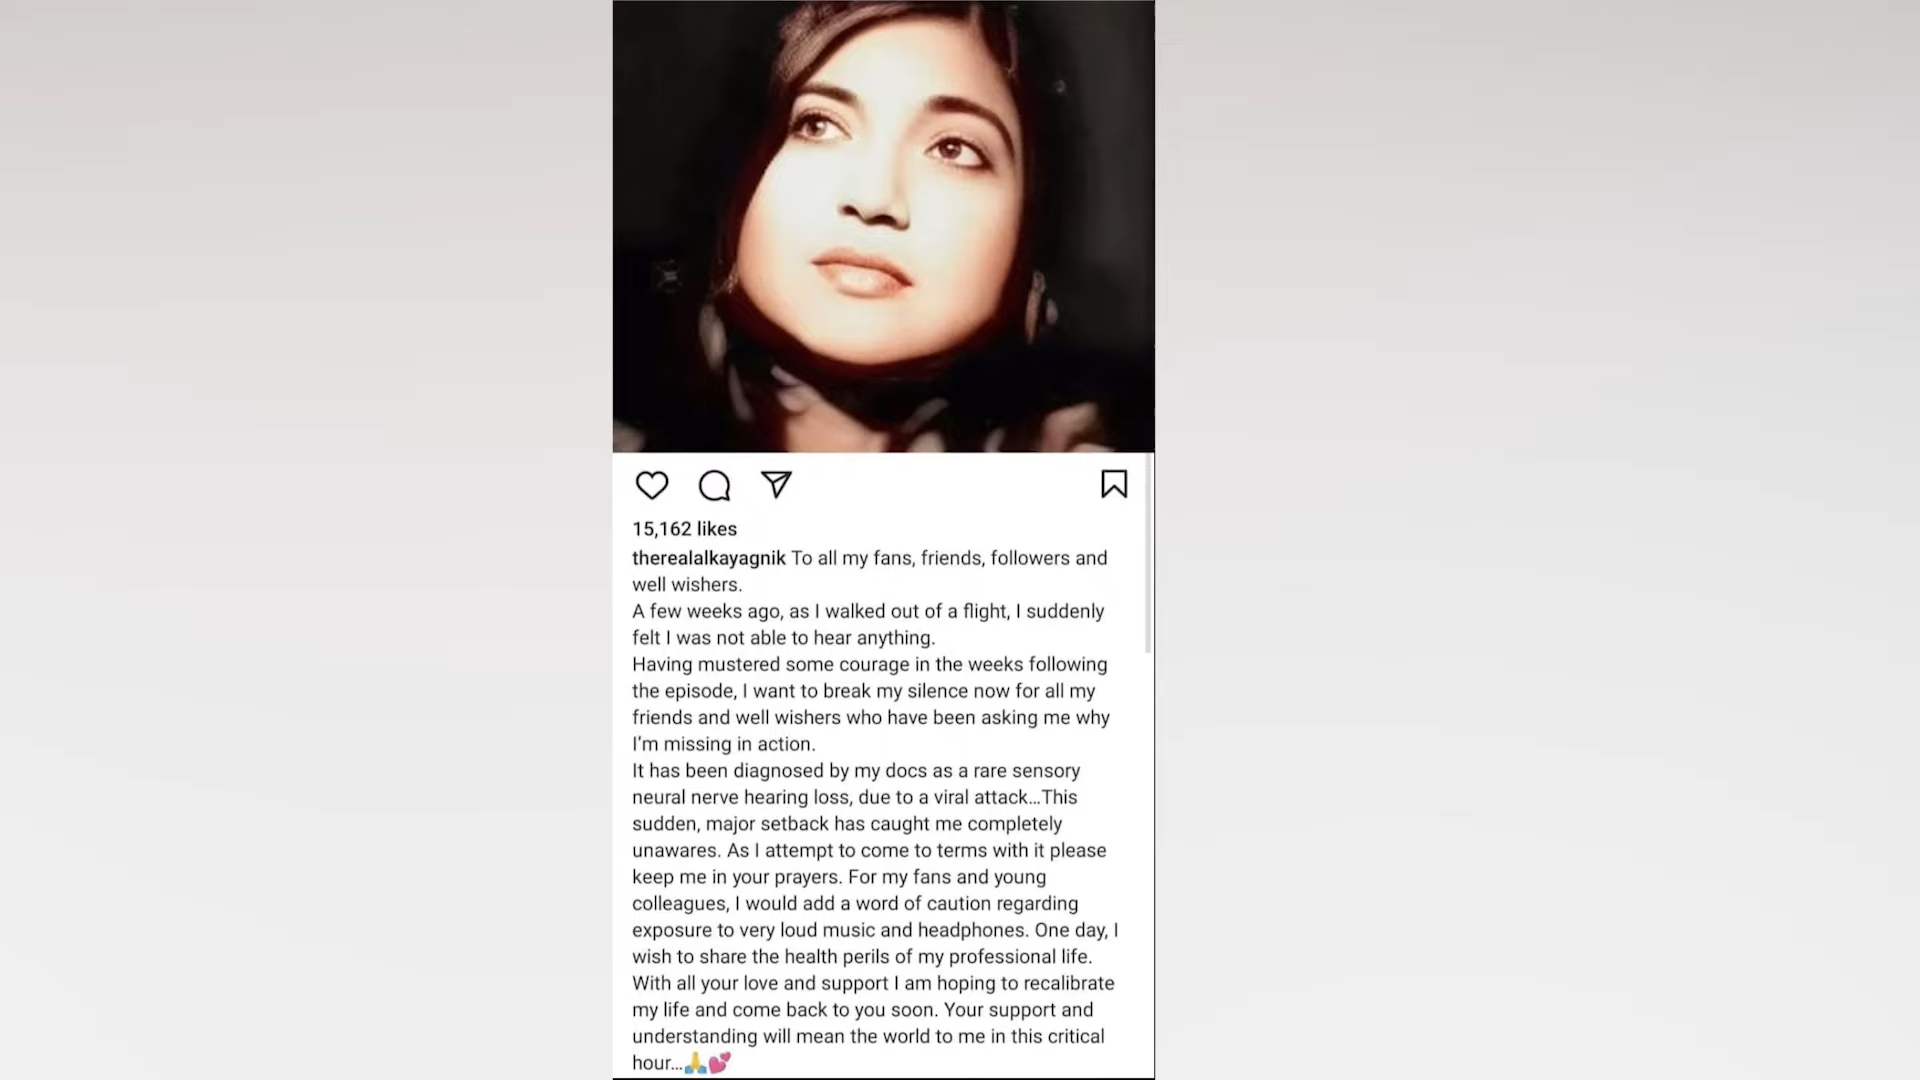 15,162 likes
therealalkayagnik To all my fans, friends, followers and
well wishers.
A few weeks ago, as I walked out of a flight, I suddenly
felt I was not able to hear anything.
Having mustered some courage in the weeks following
the episode, I want to break my silence now for all my
friends and well wishers who have been asking me why
I'm missing in action.
It has been diagnosed by my docs as a rare sensory
neural nerve hearing loss, due to a viral attack...This
sudden, major setback has caught me completely
unawares. As I attempt to come to terms with it please
keep me in your prayers. For my fans and young
colleagues, I would add a word of caution regarding
exposure to very loud music and headphones. One day, I
wish to share the health perils of my professional life.
With all your love and support I am hoping to recalibrate
my life and come back to you soon. Your support and
understanding will mean the world to me in this critical
hour...🙏💕